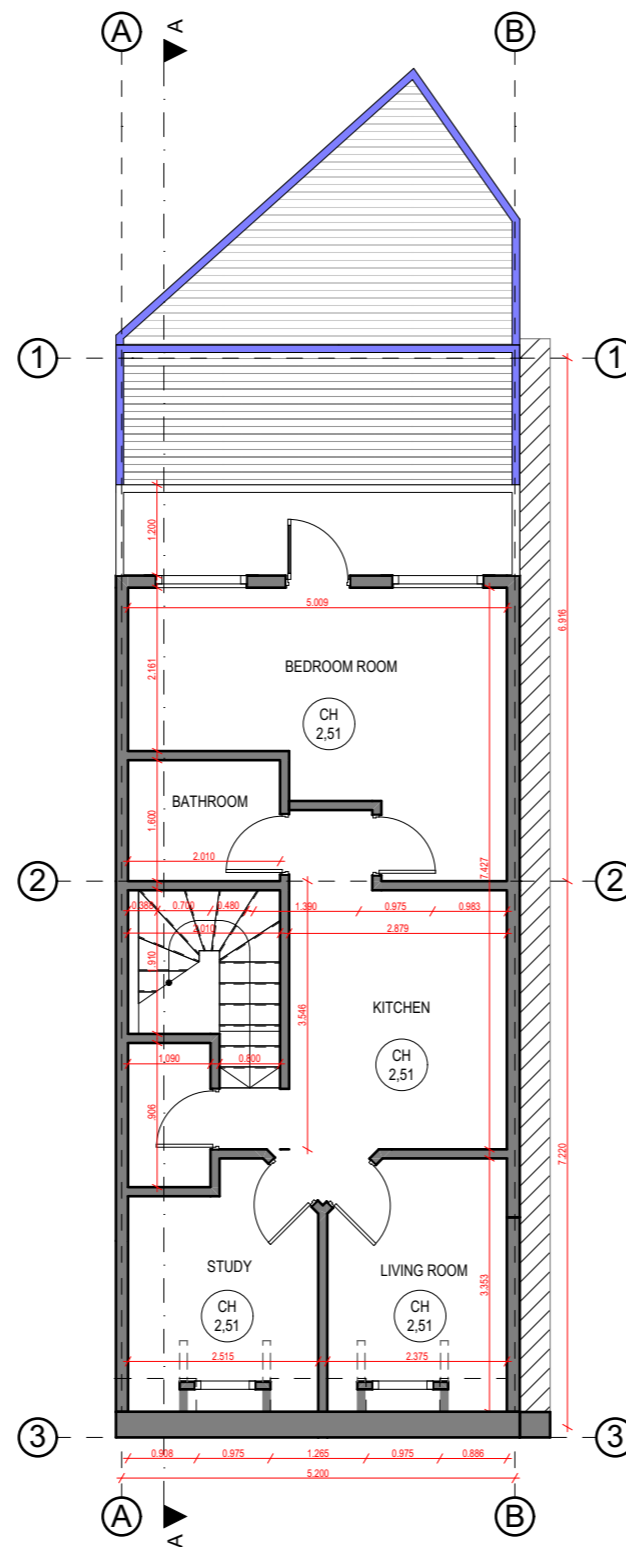 A
B
A
1
1
1.200
5.009
6.916
2.161
BEDROOM ROOM
CH
2,51
BATHROOM
1.600
7.427
2.010
2
2
0.388
0.700
0.480
1.390
0.975
0.983
2.010
2.879
1.910
3.546
KITCHEN
CH
2,51
1.090
0.800
.906
7.220
STUDY
LIVING ROOM
CH
2,51
CH
2,51
3.353
2.515
2.375
3
3
0.908
0.975
1.265
0.975
0.886
5.200
A
B
A